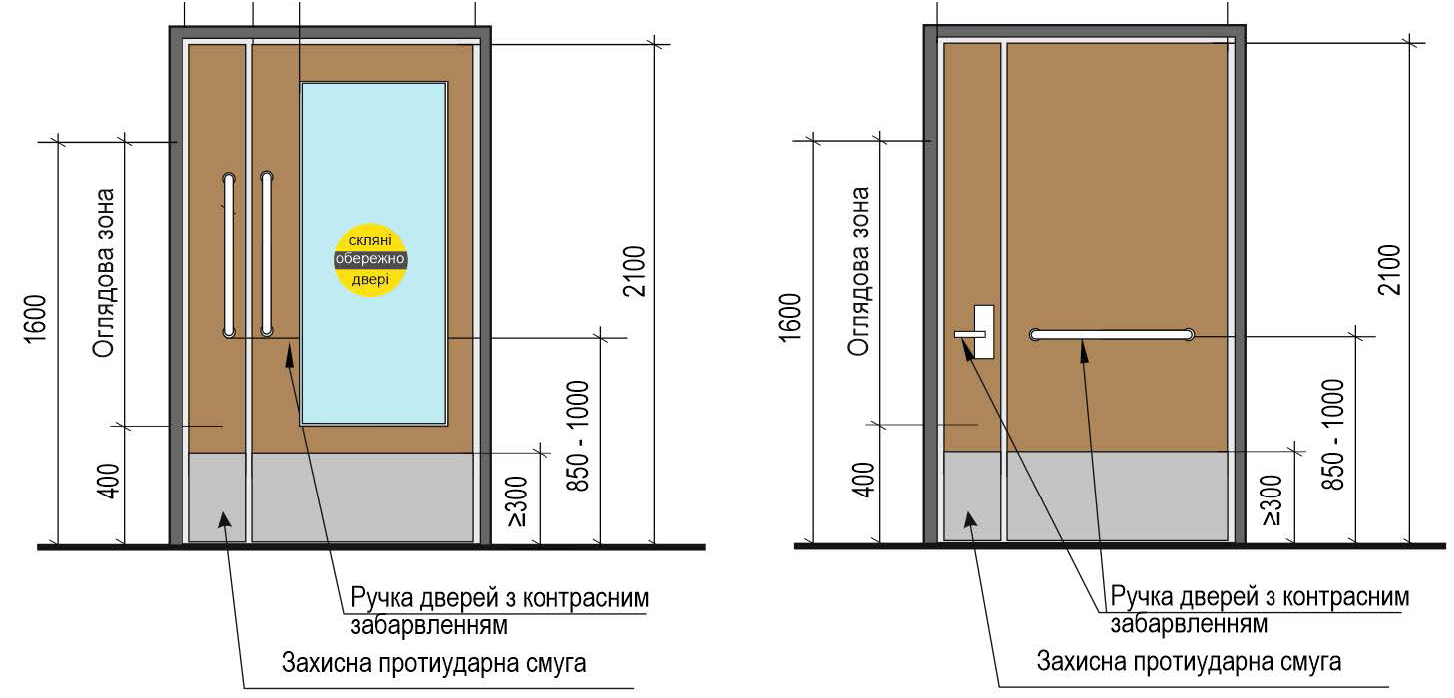 1600
Оглядова зона
400
скляні
обережно
двері
≥300
850 - 1000
2100
Ручка дверей з контрасним
забарвленням
Захисна протиударна смуга
1600
Оглядова зона
400
≥300
850 - 1000
2100
Ручка дверей з контрасним
забарвленням
Захисна протиударна смуга